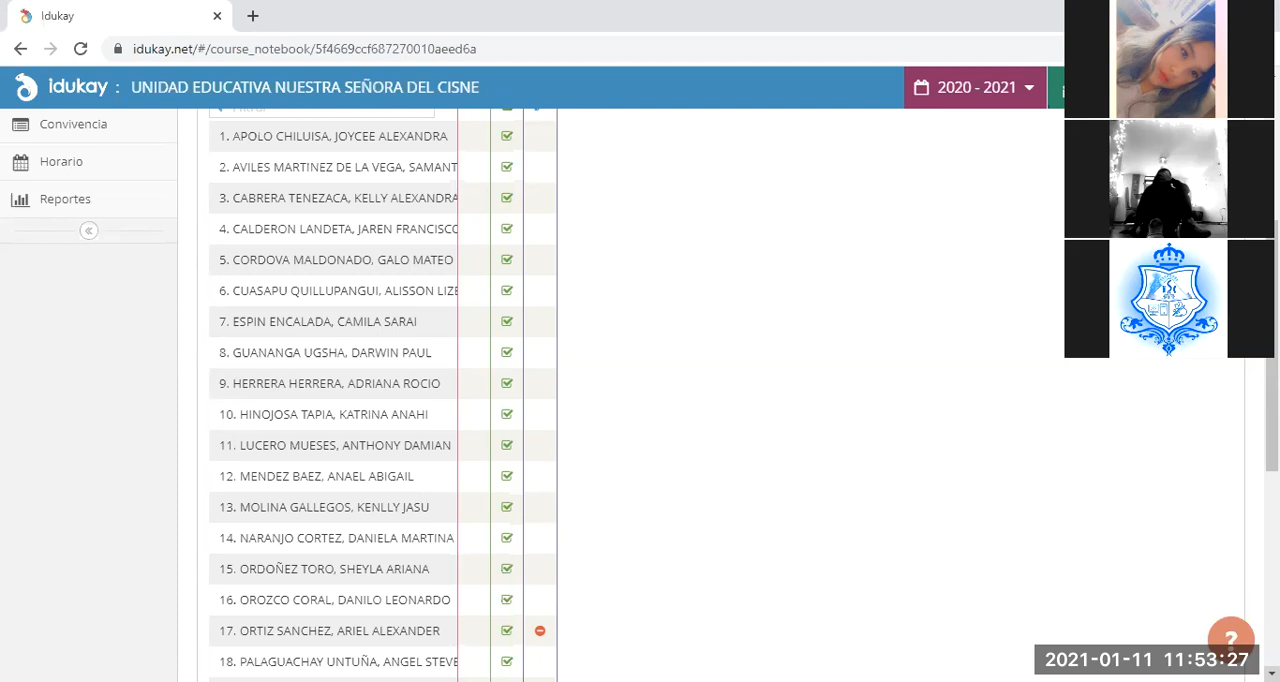 Idukay
idukay.net/#/course_notebook/5f4669ccf687270010aeed6a
idukay : UNIDAD EDUCATIVA NUESTRA SEÑORA DEL CISNE
2020 - 2021
Convivencia
Horario
Reportes
1. APOLO CHILUISA, JOYCEE ALEXANDRA
2. AVILES MARTINEZ DE LA VEGA, SAMANT
3. CABRERA TENEZACA, KELLY ALEXANDRA
4. CALDERON LANDETA, JAREN FRANCISCO
5. CORDOVA MALDONADO, GALO MATEO
6. CUASAPU QUILLUPANGUI, ALISSON LIZE
7. ESPIN ENCALADA, CAMILA SARAI
8. GUANANGA UGSHA, DARWIN PAUL
9. HERRERA HERRERA, ADRIANA ROCIO
10. HINOJOSA TAPIA, KATRINA ANAHI
11. LUCERO MUESES, ANTHONY DAMIAN
12. MENDEZ BAEZ, ANAEL ABIGAIL
13. MOLINA GALLEGOS, KENLLY JASU
14. NARANJO CORTEZ, DANIELA MARTINA
15. ORDOÑEZ TORO, SHEYLA ARIANA
16. OROZCO CORAL, DANILO LEONARDO
17. ORTIZ SANCHEZ, ARIEL ALEXANDER
18. PALAGUACHAY UNTUÑA, ANGEL STEVE
?
2021-01-11 11:53:27